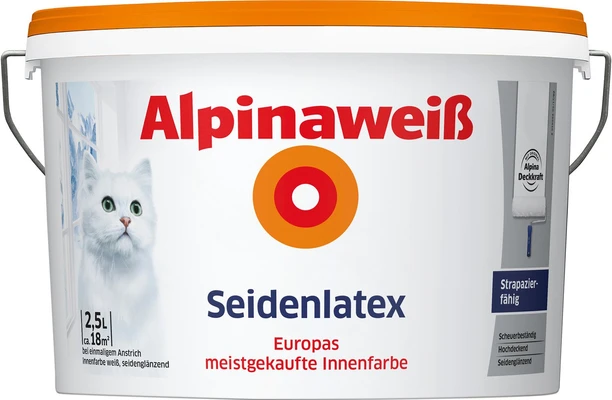 Alpinaweiß
Alpina
Deckkraft
Seidenlatex
Europas
meistgekaufte Innenfarbe
2,5L
ca. 18 m²
bei einmaligem Anstrich
innenfarbe weiß, seidenglänzend
Strapazier-
fähig
Scheuerbeständig
Hochdeckend
Seidenglänzend